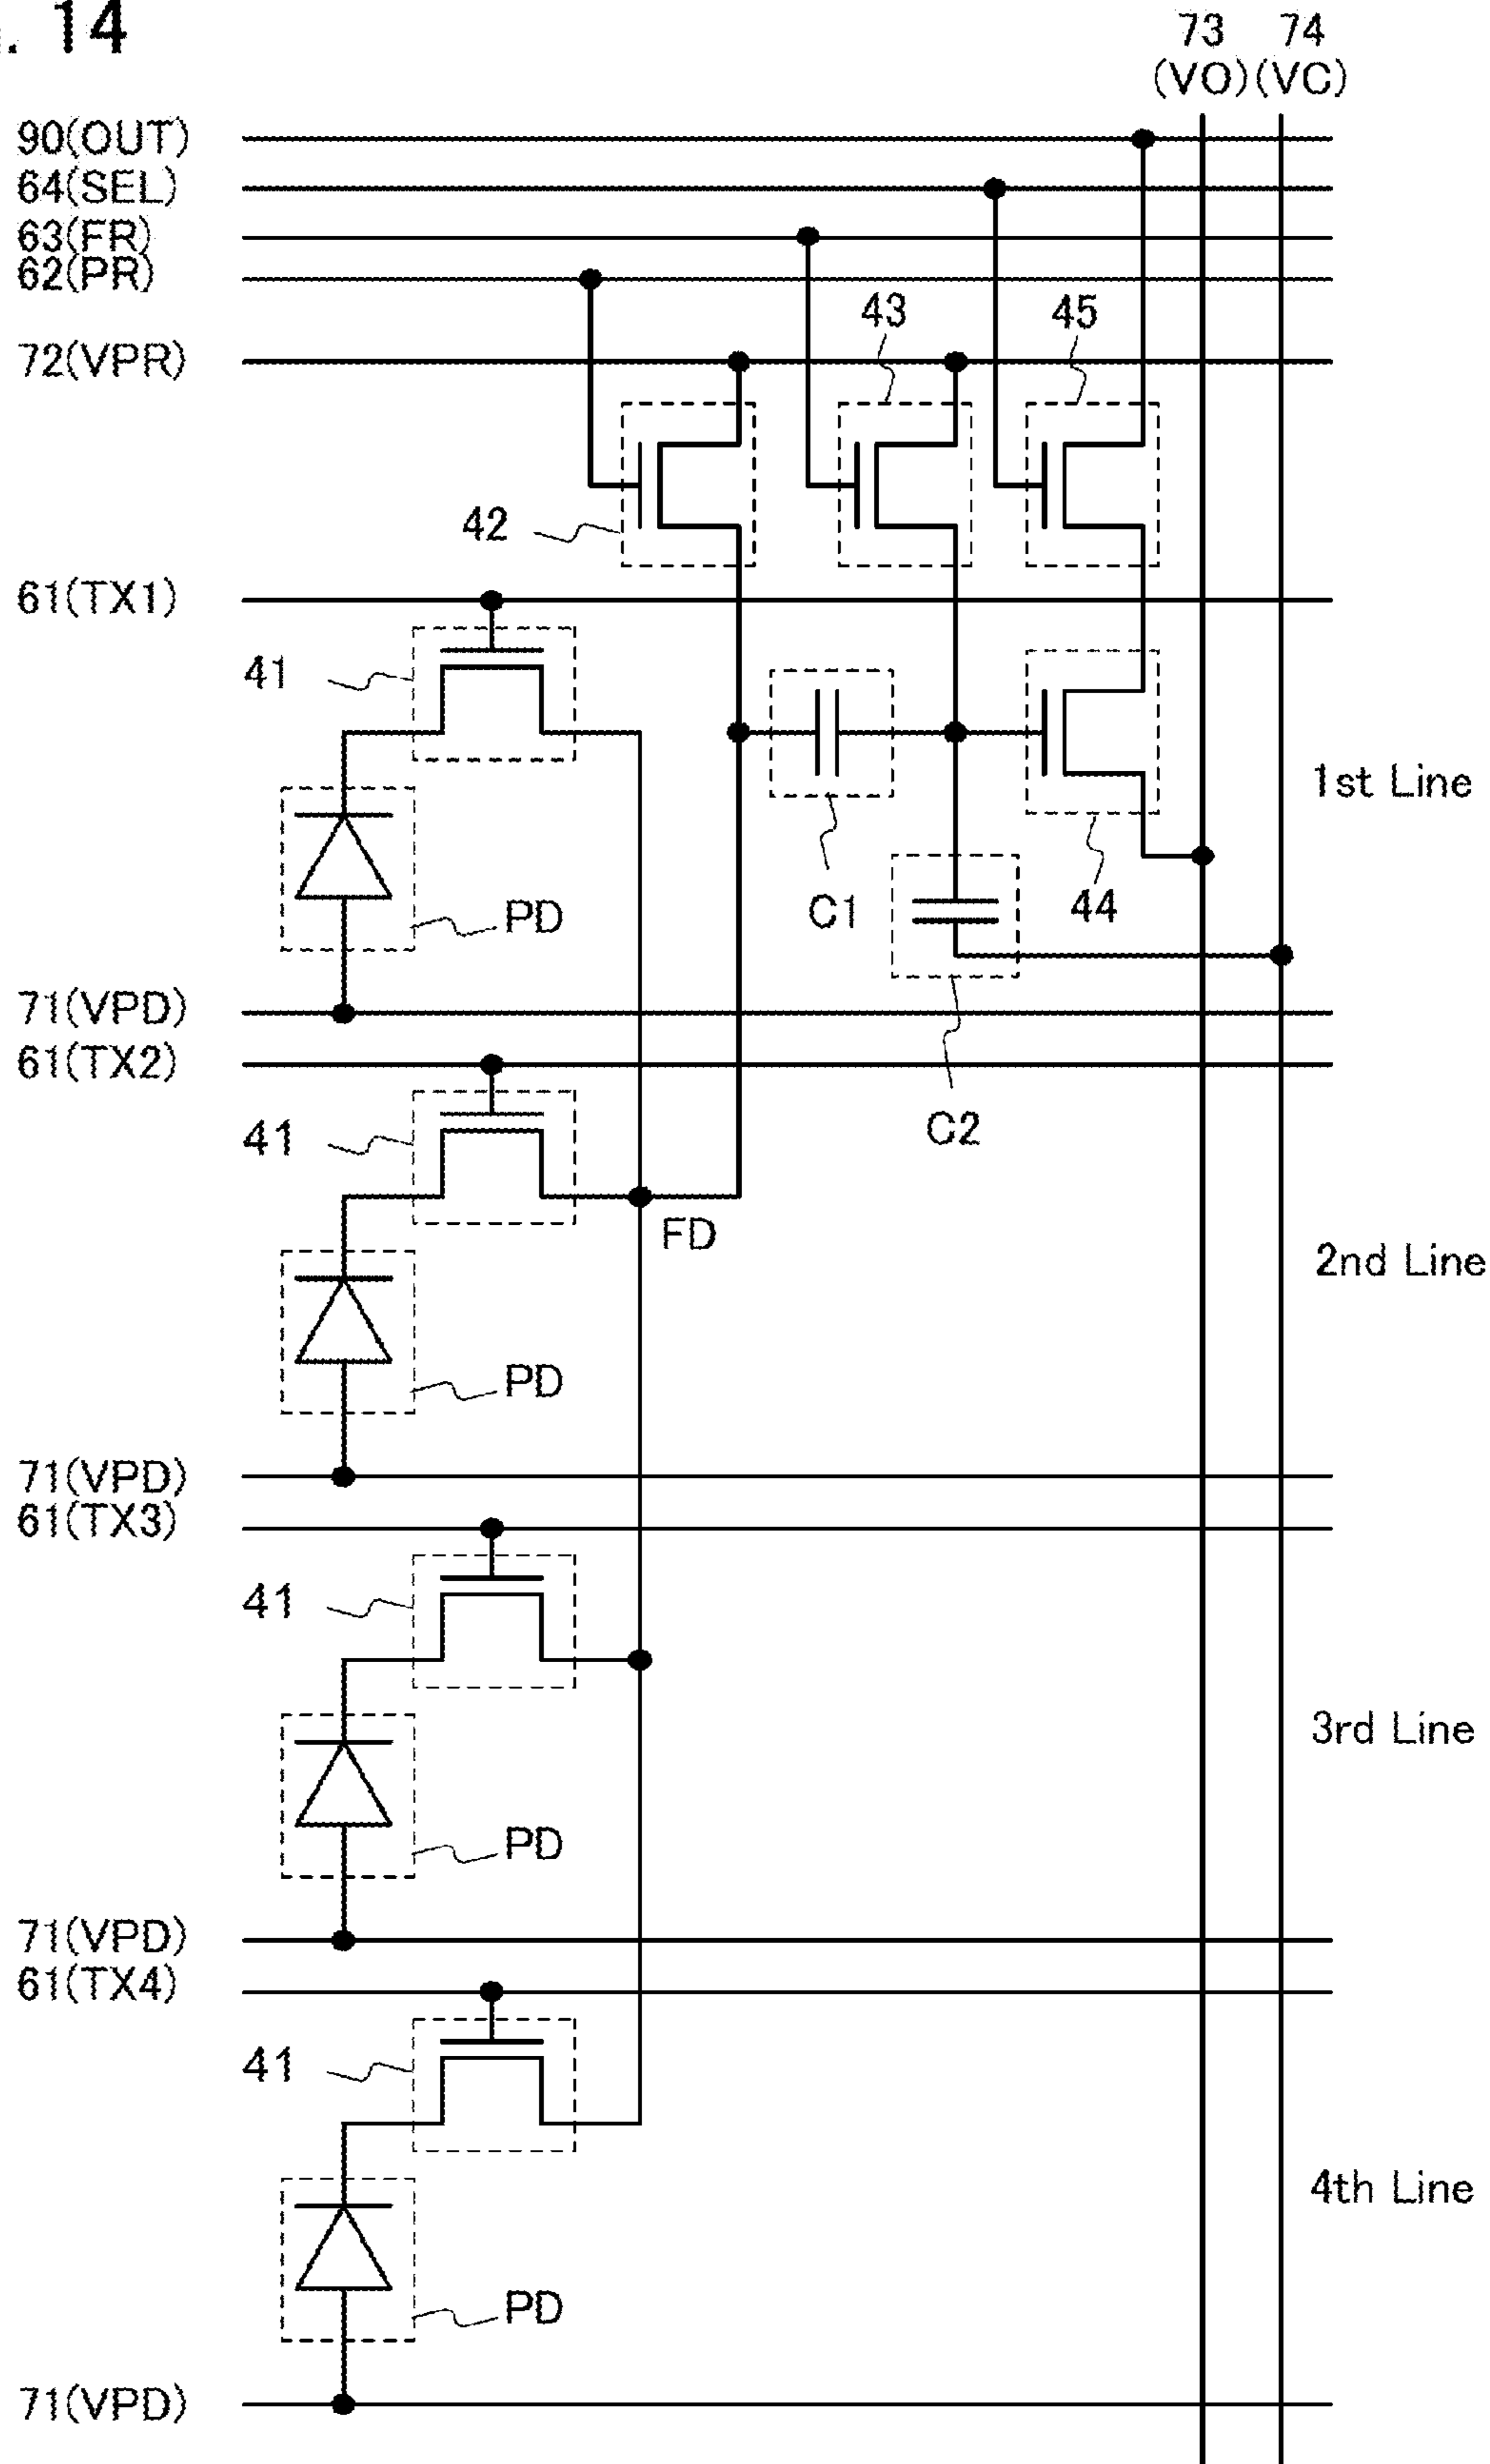 . 14
73 74
(VO)(VC)
90(OUT)
64(SEL)
63(FR)
62(PR)
43 45
72(VPR)
42
61(TX1)
41
1st Line
PD C1 44
71(VPD)
61(TX2)
41 C2
FD
2nd Line
PD
71(VPD)
61(TX3)
41
3rd Line
PD
71(VPD)
61(TX4)
41
4th Line
PD
71(VPD)